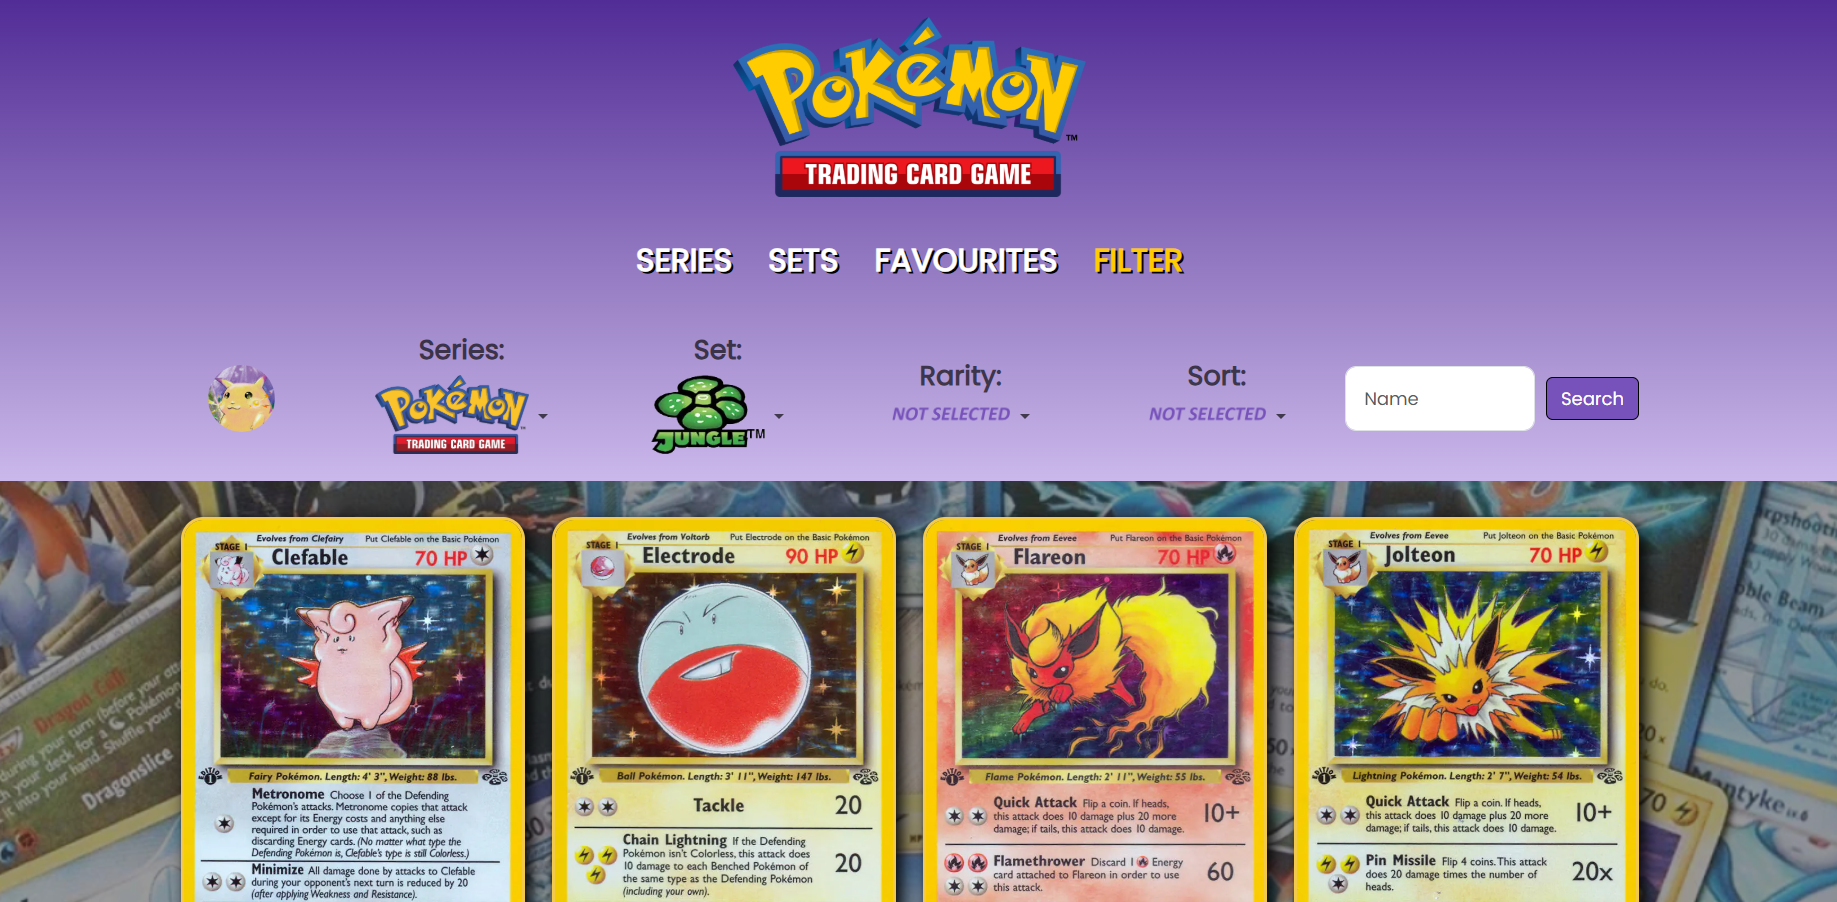 POKéMON
TM
TRADING CARD GAME
SERIES SETS FAVOURITES FILTER
Series:
POKéMON
TRADING CARD GAME
Set:
JUNGLE™
Rarity:
NOT SELECTED
Sort:
NOT SELECTED
Name
Search
STAGE 1
Evolves from Clefairy
Put Clefable on the Basic Pokémon
Clefable
70 HP
Fairy Pokémon. Length: 4' 3", Weight: 88 lbs.
Metronome Choose 1 of the Defending
Pokémon's attacks. Metronome copies that attack
except for its Energy costs and anything else
required in order to use that attack, such as
discarding Energy cards. (No matter what type the
Defending Pokémon is, Clefable's type is still Colorless.)
Minimize All damage done by attacks to Clefable
during your opponent's next turn is reduced by 20
(after applying Weakness and Resistance).
STAGE 1
Evolves from Voltorb
Put Electrode on the Basic Pokémon
Electrode
90 HP
Ball Pokémon. Length: 3' 11", Weight: 147 lbs.
Tackle 20
Chain Lightning If the Defending
Pokémon isn't Colorless, this attack does
10 damage to each Benched Pokémon of
the same type as the Defending Pokémon
(including your own).
20
STAGE 1
Evolves from Eevee
Put Flareon on the Basic Pokémon
Flareon
70 HP
Flame Pokémon. Length: 2' 11", Weight: 55 lbs.
Quick Attack Flip a coin. If heads,
this attack does 10 damage plus 20 more
damage; if tails, this attack does 10 damage.
10+
Flamethrower Discard 1 Energy
card attached to Flareon in order to use
this attack.
60
STAGE 1
Evolves from Eevee
Put Jolteon on the Basic Pokémon
Jolteon
70 HP
Lightning Pokémon. Length: 2' 7", Weight: 54 lbs.
Quick Attack Flip a coin. If heads,
this attack does 10 damage plus 20 more
damage; if tails, this attack does 10 damage.
10+
Pin Missile Flip 4 coins. This attack
does 20 damage times the number of
heads.
20x
Dragon Call
Dragonslice